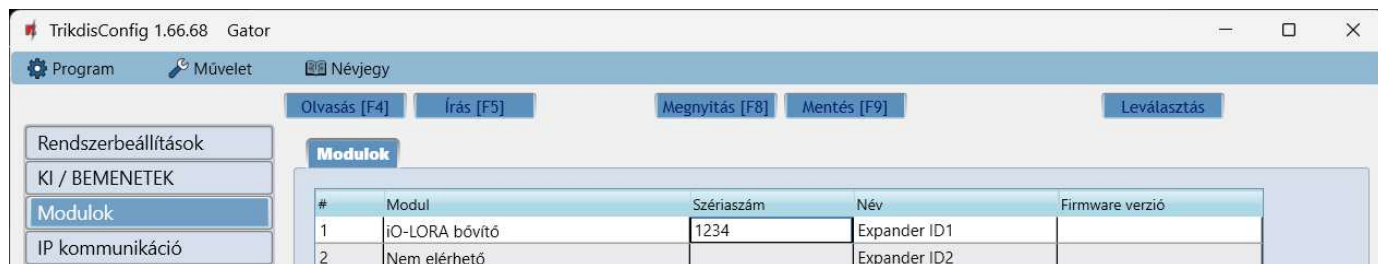 TrikdisConfig 1.66.68 Gator
Program Művelet Névjegy
Olvasás [F4] Írás [F5] Megnyitás [F8] Mentés [F9] Leválasztás
Rendszerbeállítások
Modulok
KI / BEMENETEK
# Modul Szériaszám Név Firmware verzió
Modulok
1 iO-LORA bővítő 1234 Expander ID1
IP kommunikáció
2 Nem elérhető Expander ID2